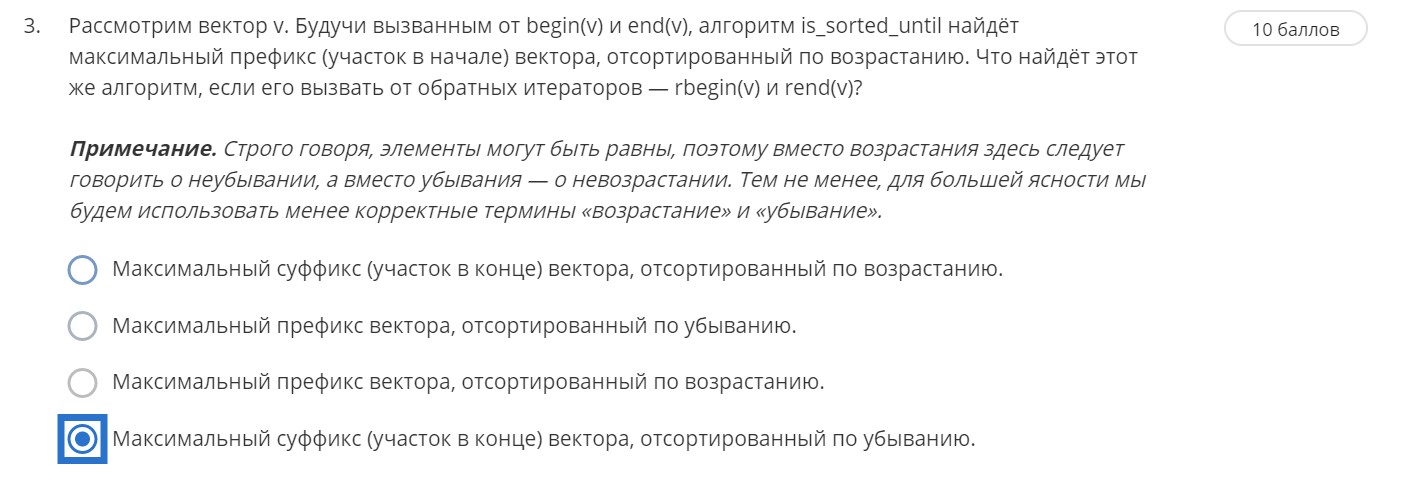 3. Рассмотрим вектор v. Будучи вызванным от begin(v) и end(v), алгоритм is_sorted_until найдёт
10 баллов
максимальный префикс (участок в начале) вектора, отсортированный по возрастанию. Что найдёт этот
же алгоритм, если его вызвать от обратных итераторов — rbegin(v) и rend(v)?
Примечание. Строго говоря, элементы могут быть равны, поэтому вместо возрастания здесь следует
говорить о неубывании, а вместо убывания — о невозрастании. Тем не менее, для большей ясности мы
будем использовать менее корректные термины «возрастание» и «убывание».
Максимальный суффикс (участок в конце) вектора, отсортированный по возрастанию.
Максимальный префикс вектора, отсортированный по убыванию.
Максимальный префикс вектора, отсортированный по возрастанию.
Максимальный суффикс (участок в конце) вектора, отсортированный по убыванию.